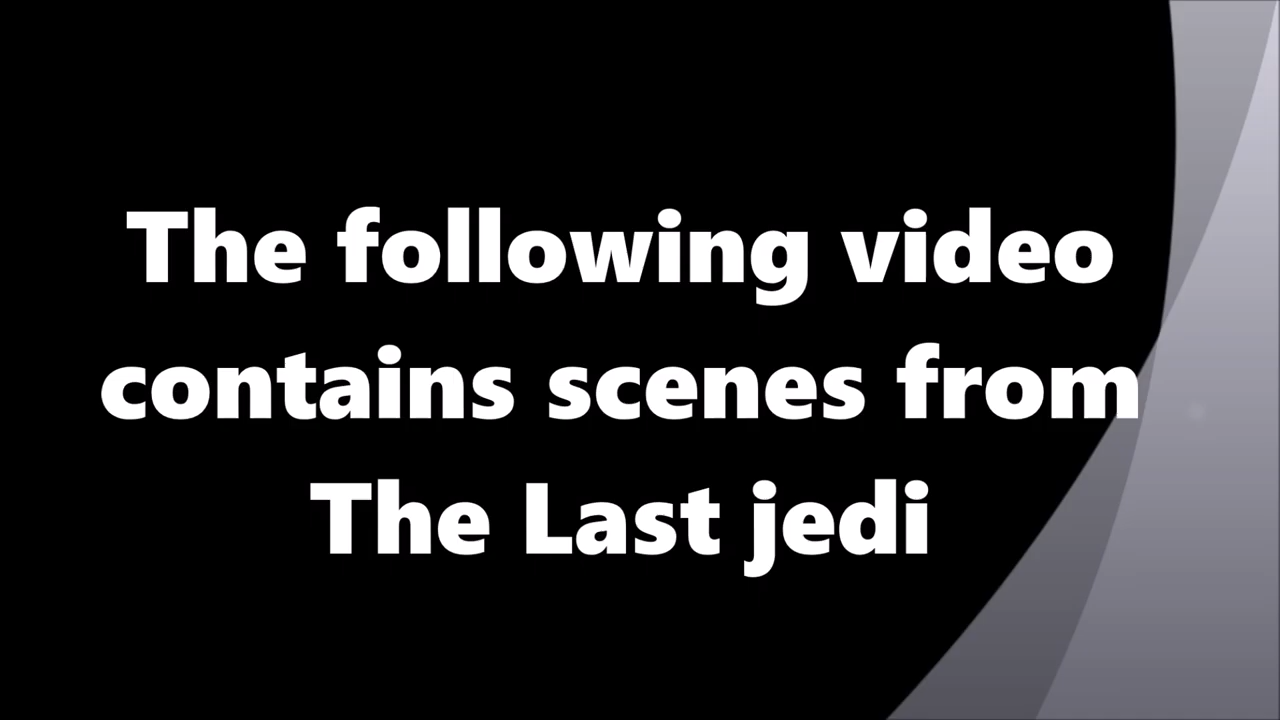 The following video
contains scenes from
The Last jedi